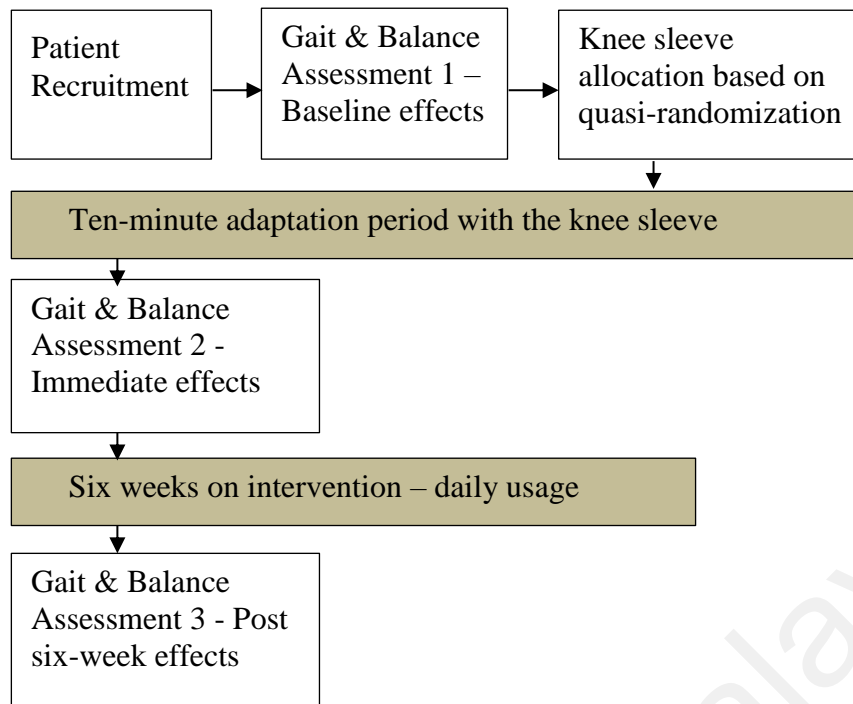 Patient
Recruitment
Gait & Balance
Assessment 1 –
Baseline effects
Knee sleeve
allocation based on
quasi-randomization
Ten-minute adaptation period with the knee sleeve
Gait & Balance
Assessment 2 -
Immediate effects
Six weeks on intervention – daily usage
Gait & Balance
Assessment 3 - Post
six-week effects